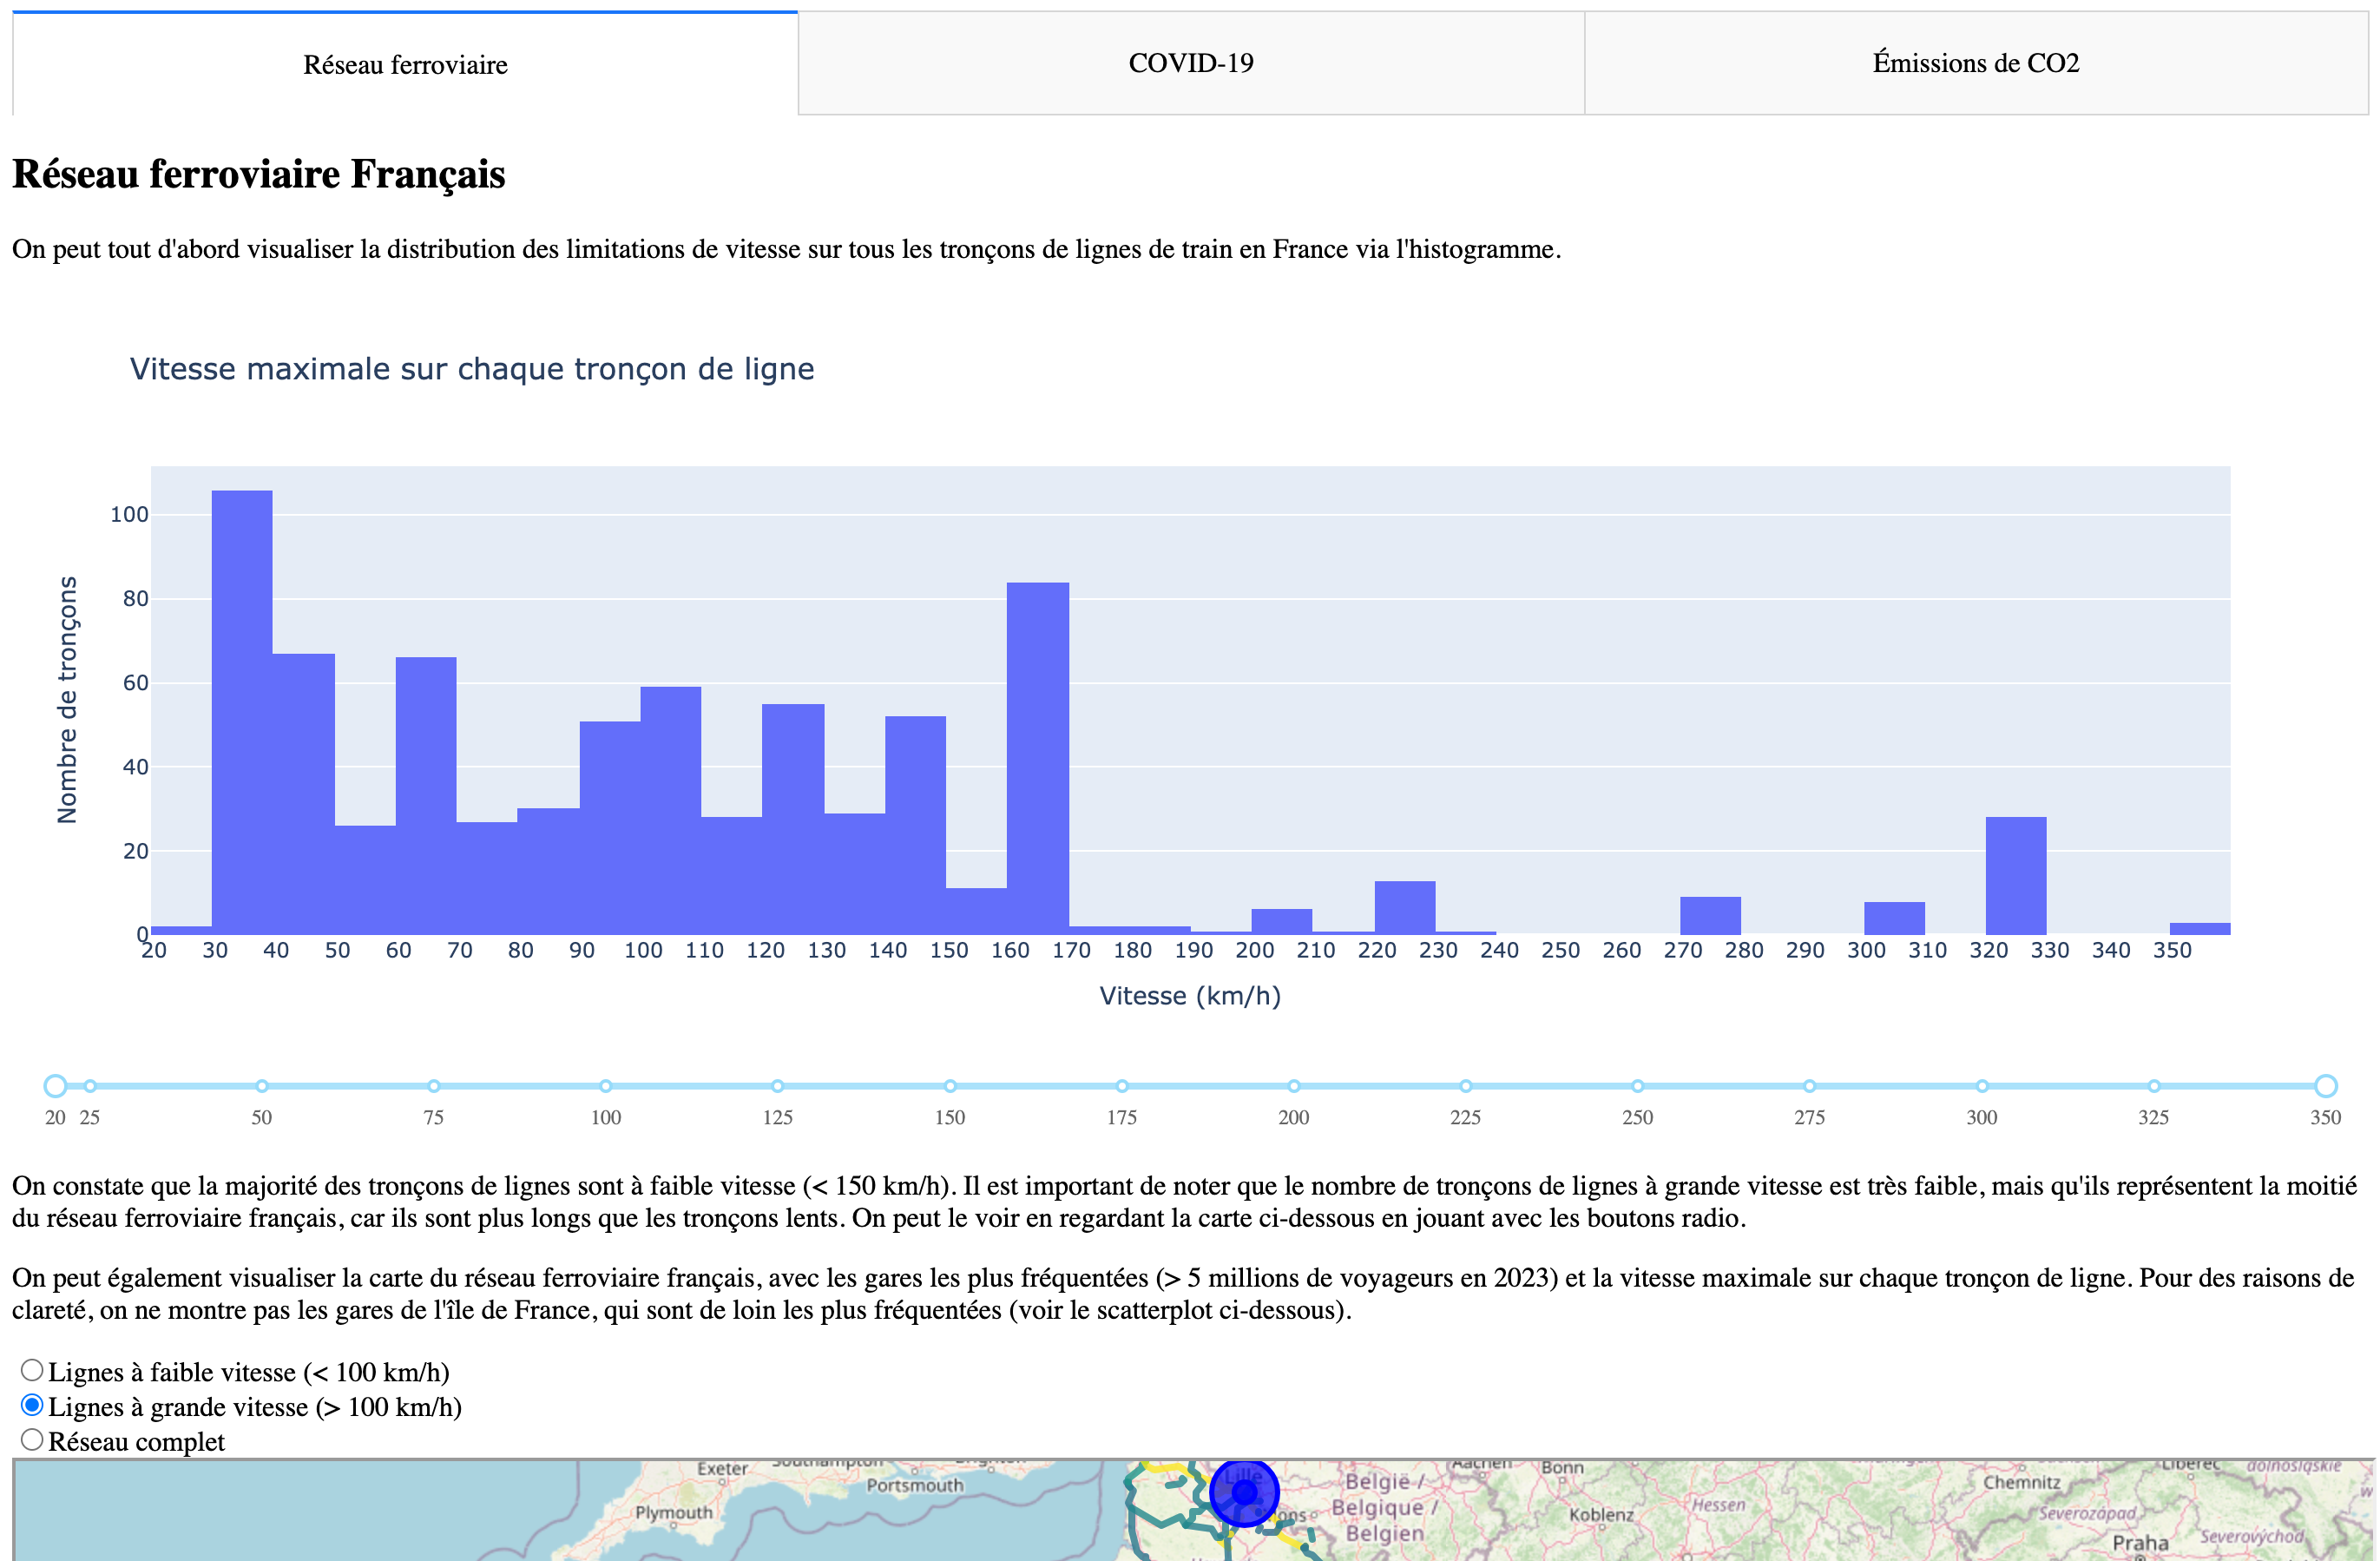 Réseau ferroviaire
COVID-19
Émissions de CO2
Réseau ferroviaire Français
On peut tout d'abord visualiser la distribution des limitations de vitesse sur tous les tronçons de lignes de train en France via l'histogramme.
Vitesse maximale sur chaque tronçon de ligne
Nombre de tronçons
100
80
60
40
20
0
20 30 40 50 60 70 80 90 100 110 120 130 140 150 160 170 180 190 200 210 220 230 240 250 260 270 280 290 300 310 320 330 340 350
Vitesse (km/h)
20 25 50 75 100 125 150 175 200 225 250 275 300 325 350
On constate que la majorité des tronçons de lignes sont à faible vitesse (< 150 km/h). Il est important de noter que le nombre de tronçons de lignes à grande vitesse est très faible, mais qu'ils représentent la moitié
du réseau ferroviaire français, car ils sont plus longs que les tronçons lents. On peut le voir en regardant la carte ci-dessous en jouant avec les boutons radio.
On peut également visualiser la carte du réseau ferroviaire français, avec les gares les plus fréquentées (> 5 millions de voyageurs en 2023) et la vitesse maximale sur chaque tronçon de ligne. Pour des raisons de
clareté, on ne montre pas les gares de l'île de France, qui sont de loin les plus fréquentées (voir le scatterplot ci-dessous).
Lignes à faible vitesse (< 100 km/h)
Lignes à grande vitesse (> 100 km/h)
Réseau complet
Exeter
Southampton
Portsmouth
Plymouth
Lille
België /
Belgique /
Belgien
Aachen
Bonn
Koblenz
Hessen
Chemnitz
Liberec
dolnośląskie
Severozápad
Praha
Severovýchod